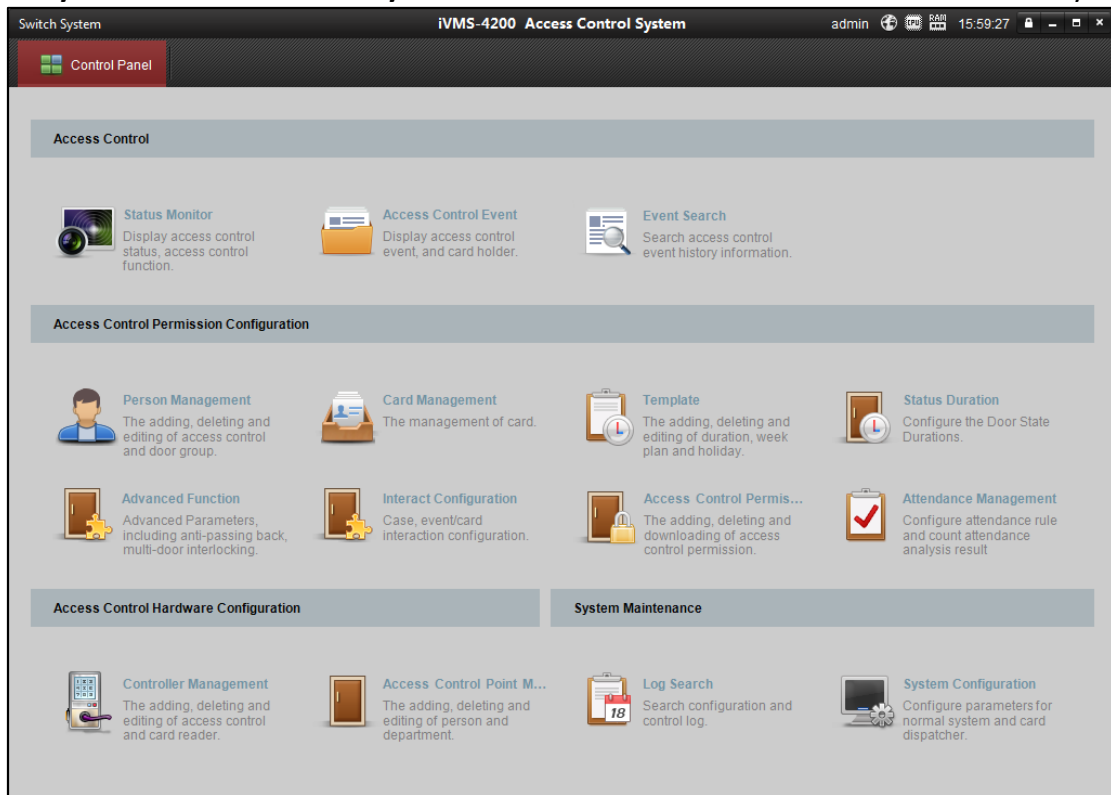 Switch System iVMS-4200 Access Control System admin CPU RAM 15:59:27
Control Panel
Access Control
Status Monitor
Display access control
status, access control
function.
Access Control Event
Display access control
event, and card holder.
Event Search
Search access control
event history information.
Access Control Permission Configuration
Person Management
The adding, deleting and
editing of access control
and door group.
Card Management
The management of card.
Template
The adding, deleting and
editing of duration, week
plan and holiday.
Status Duration
Configure the Door State
Durations.
Advanced Function
Advanced Parameters,
including anti-passing back,
multi-door interlocking.
Interact Configuration
Case, event/card
interaction configuration.
Access Control Permis...
The adding, deleting and
downloading of access
control permission.
Attendance Management
Configure attendance rule
and count attendance
analysis result
Access Control Hardware Configuration
System Maintenance
Controller Management
The adding, deleting and
editing of access control
and card reader.
Access Control Point M...
The adding, deleting and
editing of person and
department.
18
Log Search
Search configuration and
control log.
System Configuration
Configure parameters for
normal system and card
dispatcher.